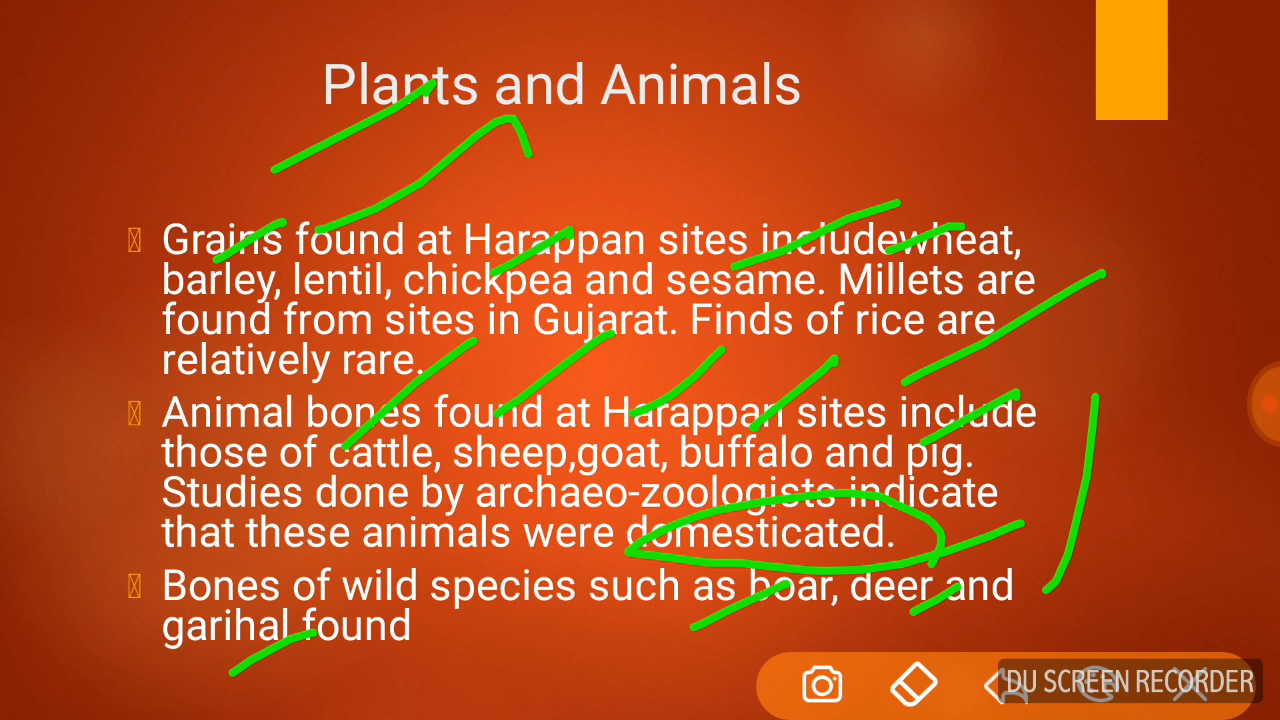 Plants and Animals
Grains found at Harappan sites includewheat,
barley, lentil, chickpea and sesame. Millets are
found from sites in Gujarat. Finds of rice are
relatively rare.
Animal bones found at Harappan sites include
those of cattle, sheep,goat, buffalo and pig.
Studies done by archaeo-zoologists indicate
that these animals were domesticated.
Bones of wild species such as boar, deer and
garihal found
DU SCREEN RECORDER